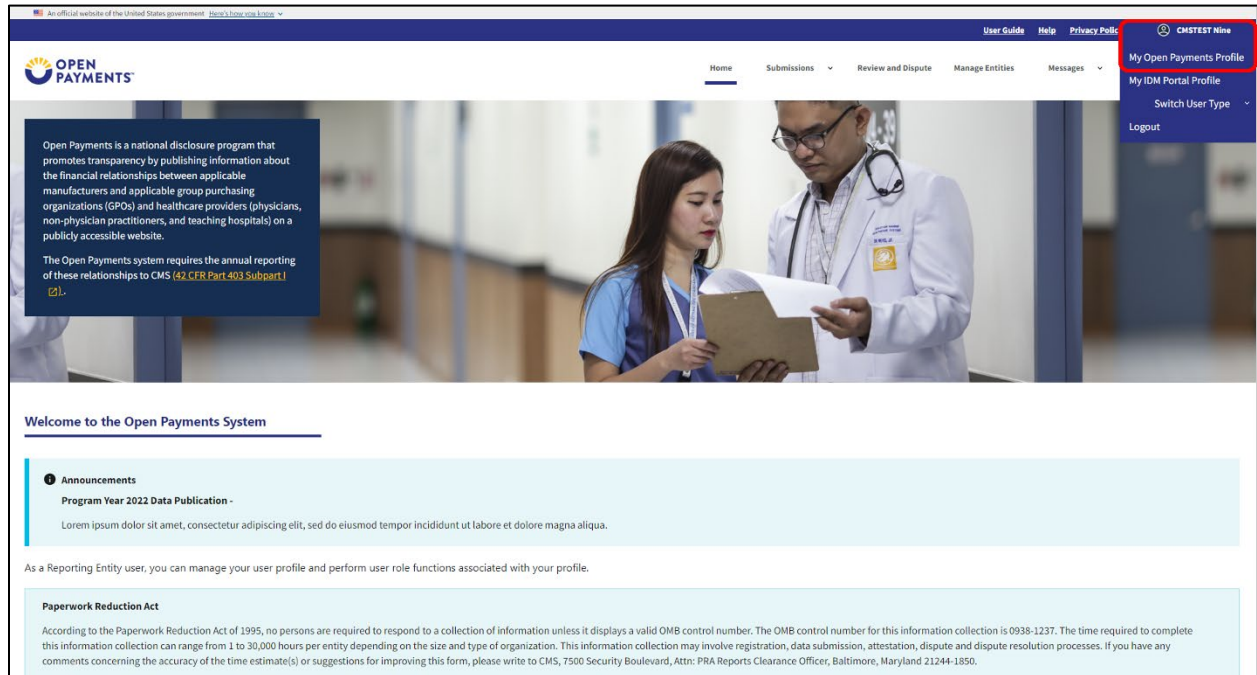 An official website of the United States government Here's how you know
User Guide Help Privacy Polic CMSTEST Nine
OPEN
PAYMENTS
Home Submissions Review and Dispute Manage Entities Messages
My Open Payments Profile
My IDM Portal Profile
Switch User Type
Logout
Open Payments is a national disclosure program that
promotes transparency by publishing information about
the financial relationships between applicable
manufacturers and applicable group purchasing
organizations (GPOs) and healthcare providers (physicians,
non-physician practitioners, and teaching hospitals) on a
publicly accessible website.
The Open Payments system requires the annual reporting
of these relationships to CMS (42 CFR Part 403 Subpart I
).
Welcome to the Open Payments System
Announcements
Program Year 2022 Data Publication -
Lorem ipsum dolor sit amet, consectetur adipiscing elit, sed do eiusmod tempor incididunt ut labore et dolore magna aliqua.
As a Reporting Entity user, you can manage your user profile and perform user role functions associated with your profile.
Paperwork Reduction Act
According to the Paperwork Reduction Act of 1995, no persons are required to respond to a collection of information unless it displays a valid OMB control number. The OMB control number for this information collection is 0938-1237. The time required to complete
this information collection can range from 1 to 30,000 hours per entity depending on the size and type of organization. This information collection may involve registration, data submission, attestation, dispute and dispute resolution processes. If you have any
comments concerning the accuracy of the time estimate(s) or suggestions for improving this form, please write to CMS, 7500 Security Boulevard, Attn: PRA Reports Clearance Officer, Baltimore, Maryland 21244-1850.